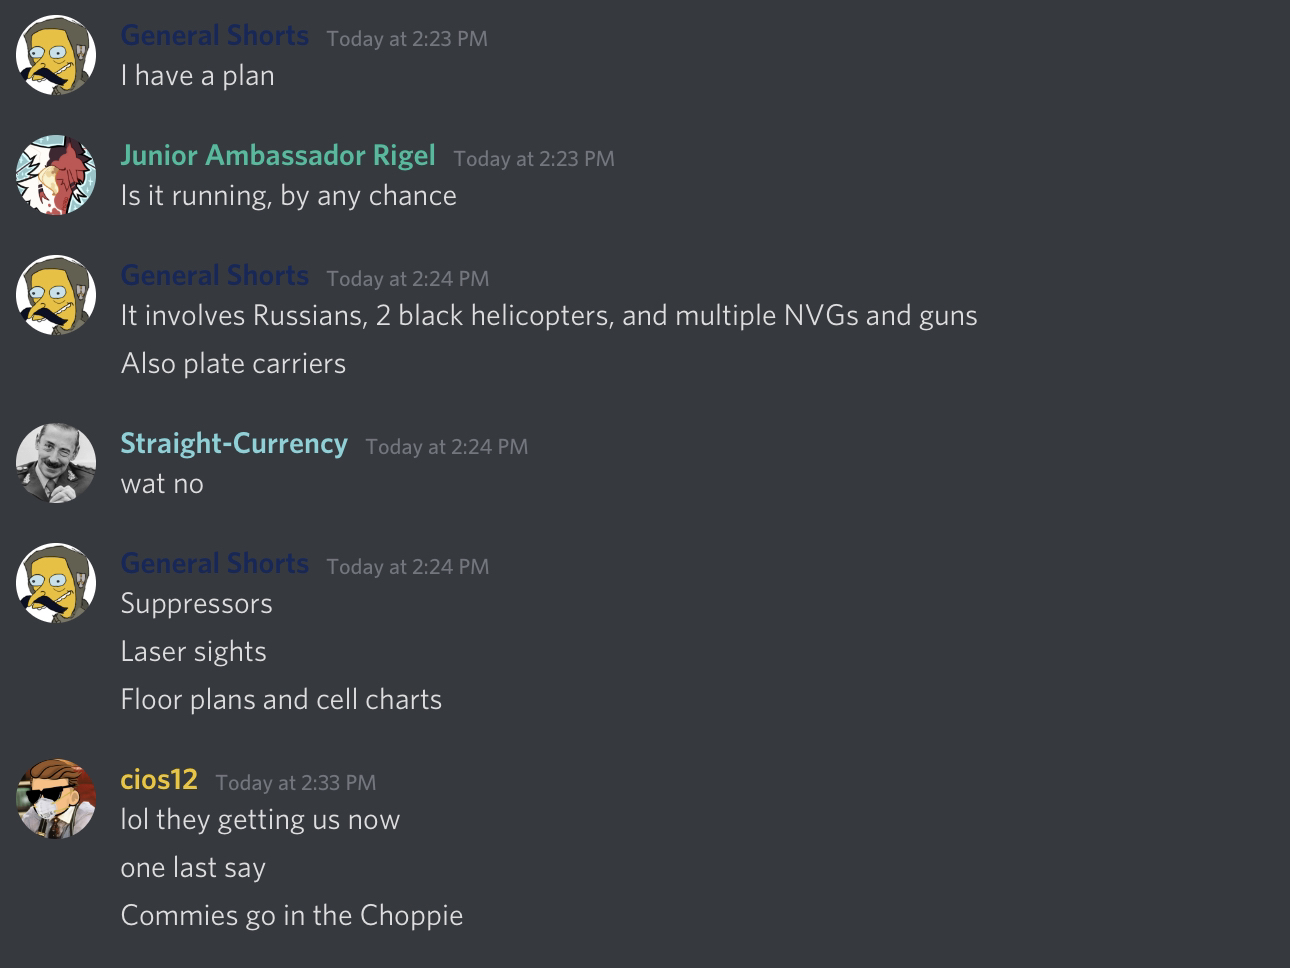 General Shorts Today at 2:23 PM
I have a plan
Junior Ambassador Rigel Today at 2:23 PM
Is it running, by any chance
General Shorts Today at 2:24 PM
It involves Russians, 2 black helicopters, and multiple NVGs and guns
Also plate carriers
Straight-Currency Today at 2:24 PM
wat no
General Shorts Today at 2:24 PM
Suppressors
Laser sights
Floor plans and cell charts
cios12 Today at 2:33 PM
lol they getting us now
one last say
Commies go in the Choppie